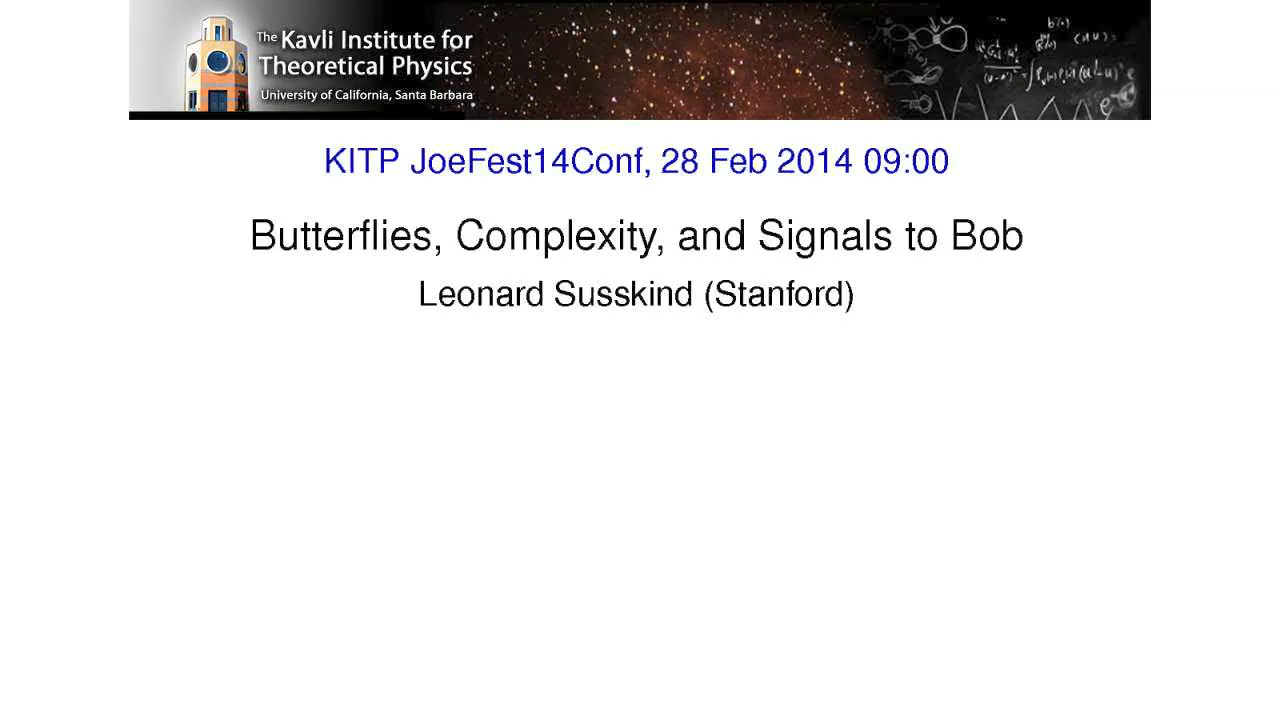 The Kavli Institute for
Theoretical Physics
University of California, Santa Barbara
KITP JoeFest14Conf, 28 Feb 2014 09:00
Butterflies, Complexity, and Signals to Bob
Leonard Susskind (Stanford)